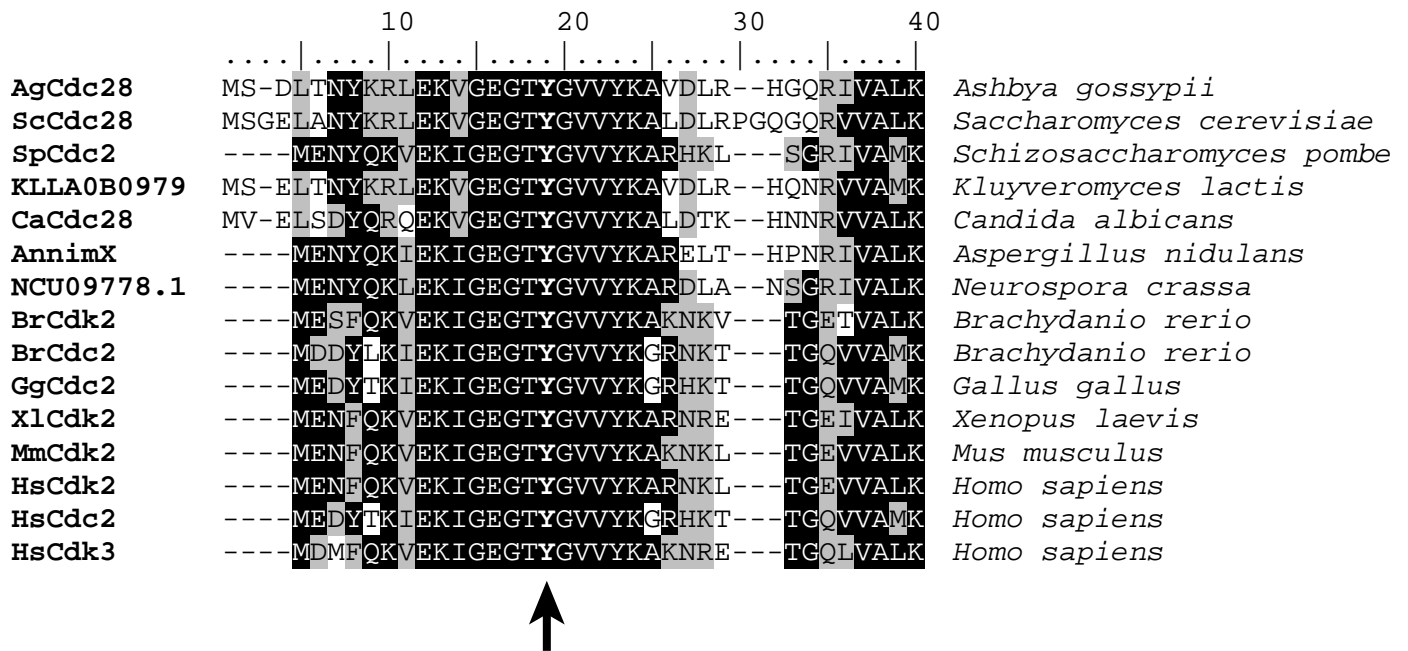 10 20 30 40
....|....|....|....|....|....|....|....|
AgCdc28 MS-DLTNYKRLEKVGEGTYGVVYKAVDLR--HGQRIVALK Ashbya gossypii
ScCdc28 MSGELANYKRLEKVGEGTYGVVYKALDLRPGQGQRVVALK Saccharomyces cerevisiae
SpCdc2 ----MENYQKVEKIGEGTYGVVYKARHKL---SGRIVAMK Schizosaccharomyces pombe
KLLA0B0979 MS-ELTNYKRLEKVGEGTYGVVYKAVDLR--HQNRVVAMK Kluyveromyces lactis
CaCdc28 MV-ELSDYQRQEKVGEGTYGVVYKALDTK--HNNRVVALK Candida albicans
AnnimX ----MENYQKIEKIGEGTYGVVYKARELT--HPNRIVALK Aspergillus nidulans
NCU09778.1 ----MENYQKLEKIGEGTYGVVYKARDLA--NSGRIVALK Neurospora crassa
BrCdk2 ----MESFQKVEKIGEGTYGVVYKAKNKV---TGETVALK Brachydanio rerio
BrCdc2 ----MDDYLKIEKIGEGTYGVVYKGRNKT---TGQVVAMK Brachydanio rerio
GgCdc2 ----MEDYTKIEKIGEGTYGVVYKGRHKT---TGQVVAMK Gallus gallus
XlCdk2 ----MENFQKVEKIGEGTYGVVYKARNRE---TGEIVALK Xenopus laevis
MmCdk2 ----MENFQKVEKIGEGTYGVVYKAKNKL---TGEVVALK Mus musculus
HsCdk2 ----MENFQKVEKIGEGTYGVVYKARNKL---TGEVVALK Homo sapiens
HsCdc2 ----MEDYTKIEKIGEGTYGVVYKGRHKT---TGQVVAMK Homo sapiens
HsCdk3 ----MDMFQKVEKIGEGTYGVVYKAKNRE---TGQLVALK Homo sapiens